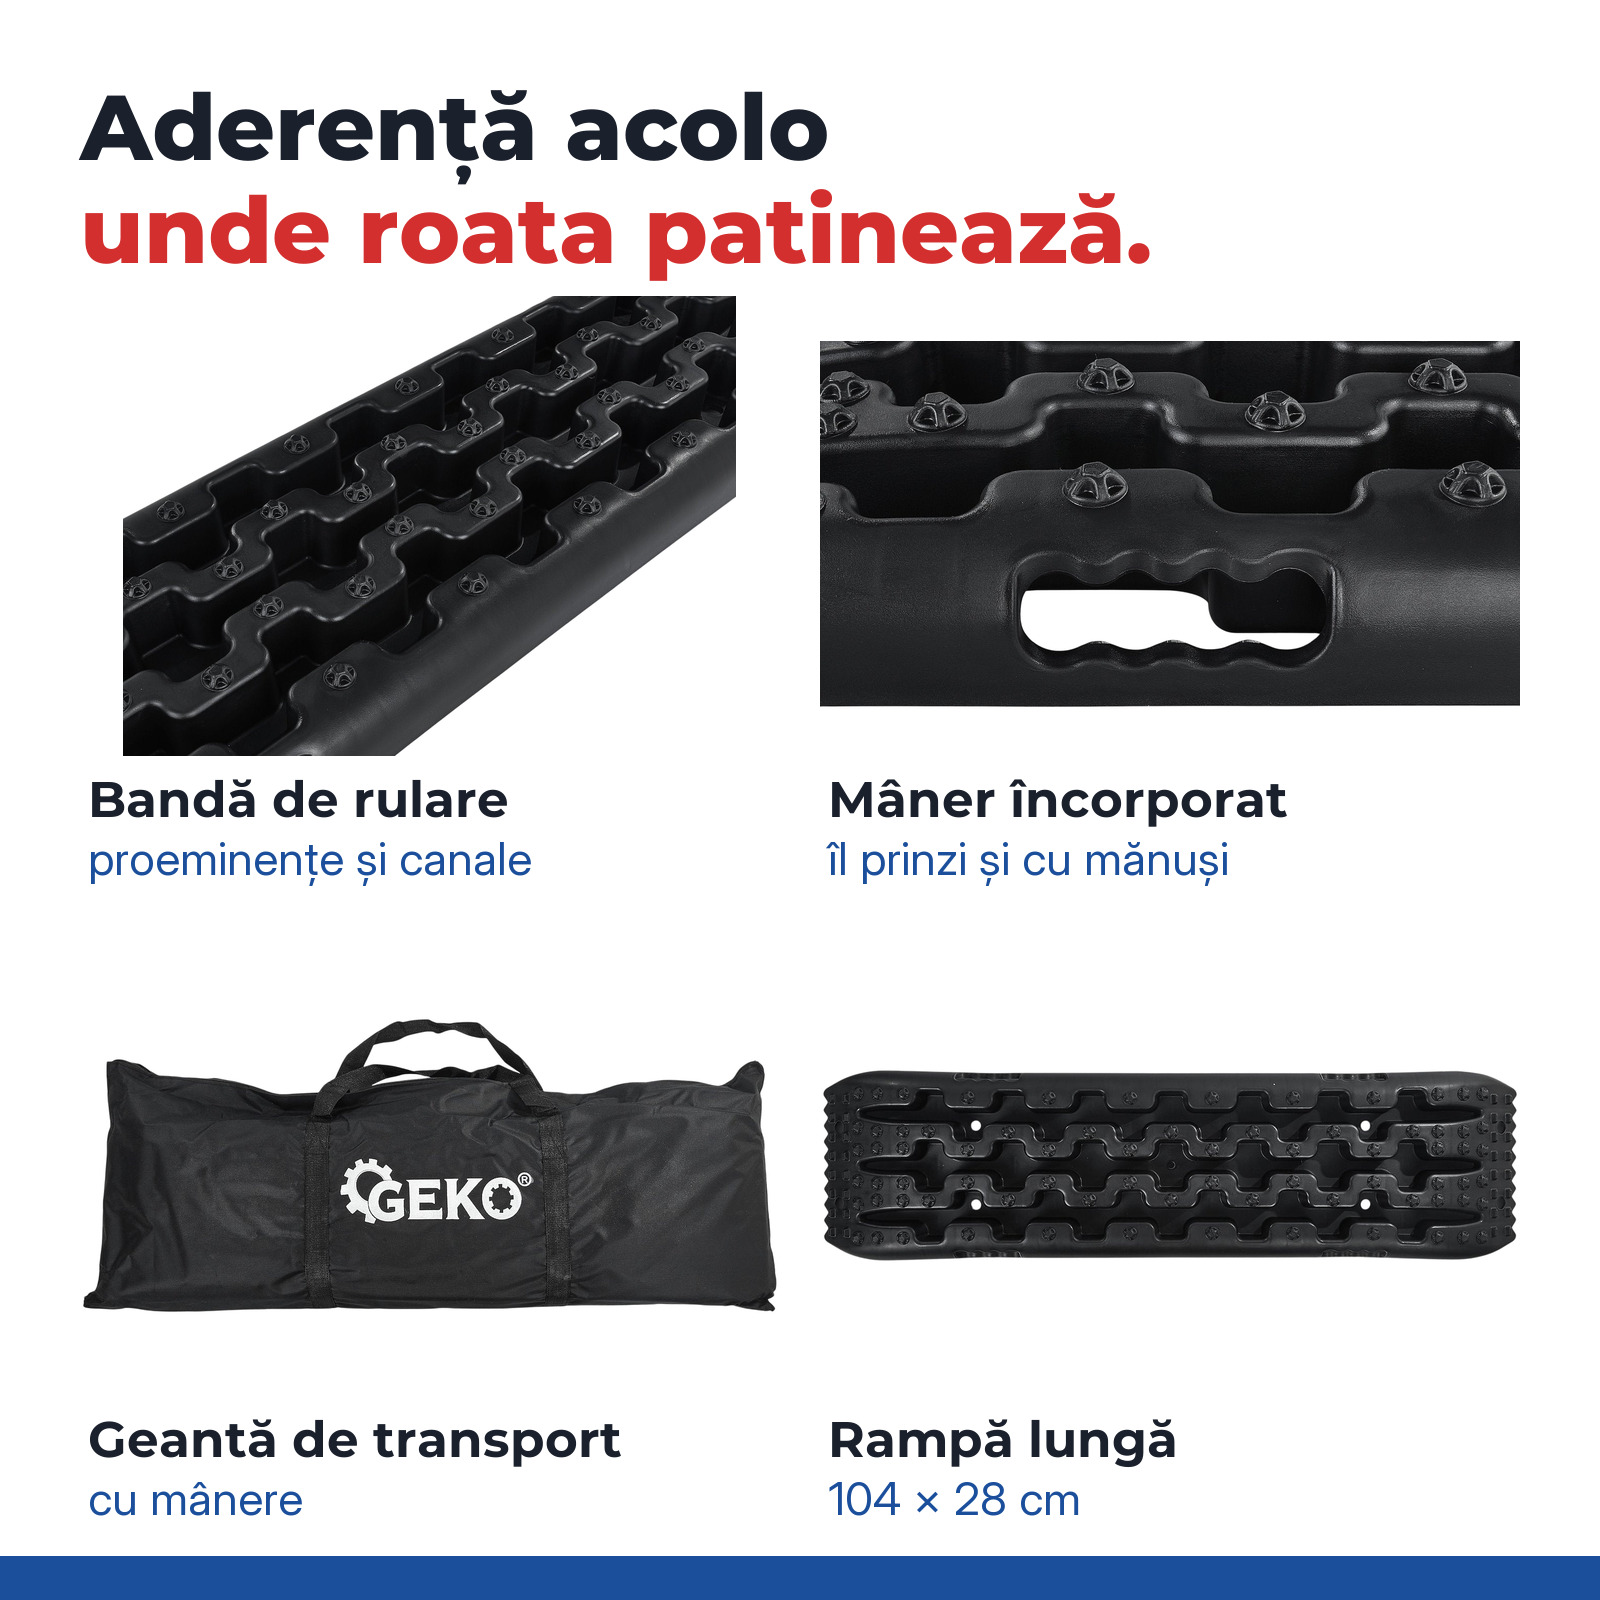 Aderență acolo
unde roata patinează.
Bandă de rulare
proeminențe și canale
Mâner încorporat
îl prinzi și cu mănuși
GEKO®
Geantă de transport
cu mânere
Rampă lungă
104 × 28 cm